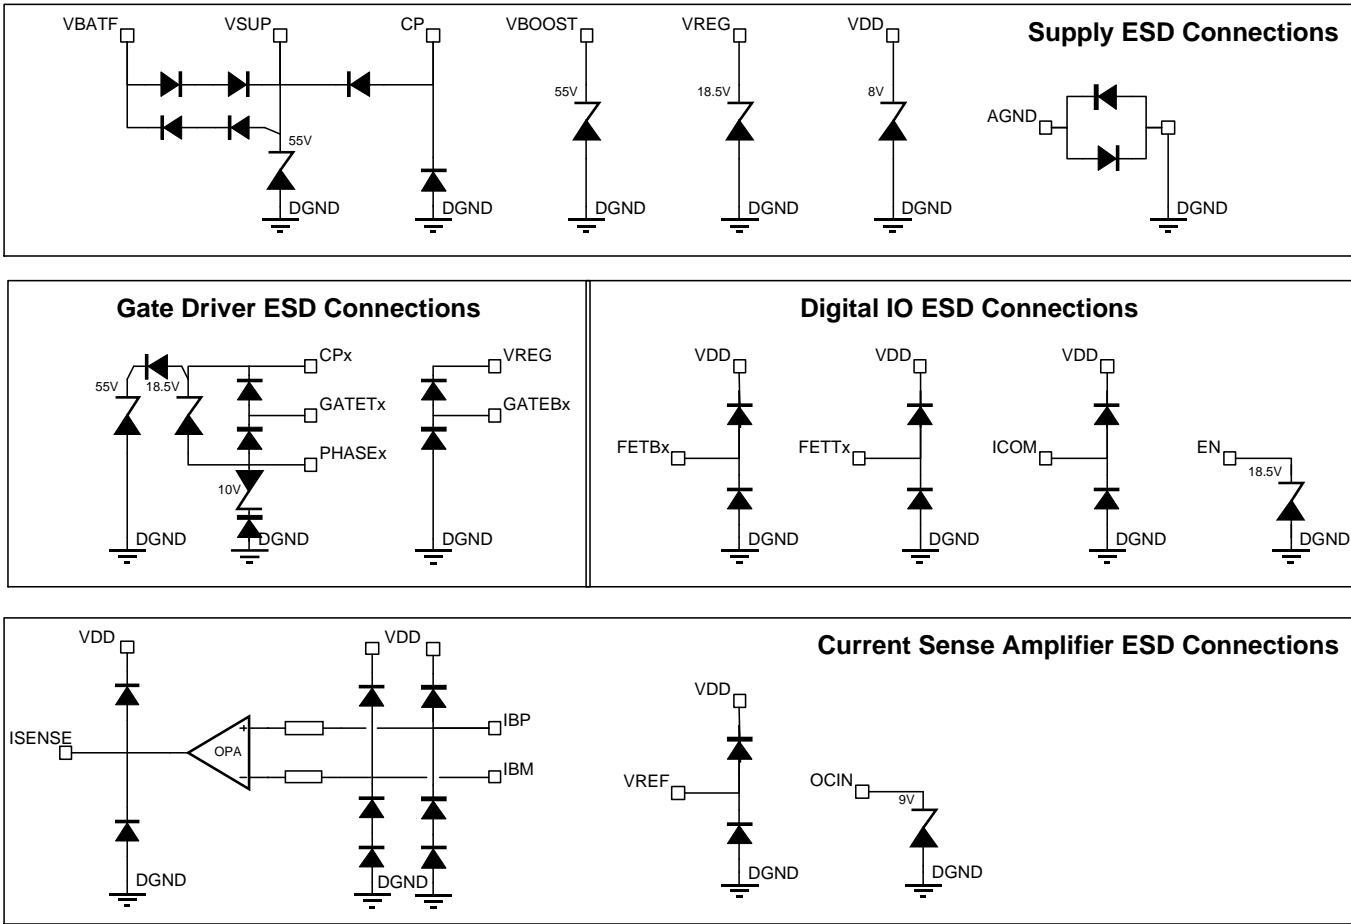 VBATF VSUP CP VBOOST VREG VDD
Supply ESD Connections
55V 18.5V 8V
AGND
55V
DGND DGND DGND DGND DGND DGND
Gate Driver ESD Connections
CPx VREG
55V 18.5V
GATETx GATEBx
PHASEx
10V
DGND DGND DGND
Digital IO ESD Connections
VDD VDD VDD
FETBx FETTx ICOM EN
18.5V
DGND DGND DGND DGND
Current Sense Amplifier ESD Connections
VDD VDD
VDD
+ IBP
ISENSE OPA
- IBM
VREF OCIN
9V
DGND DGND DGND DGND